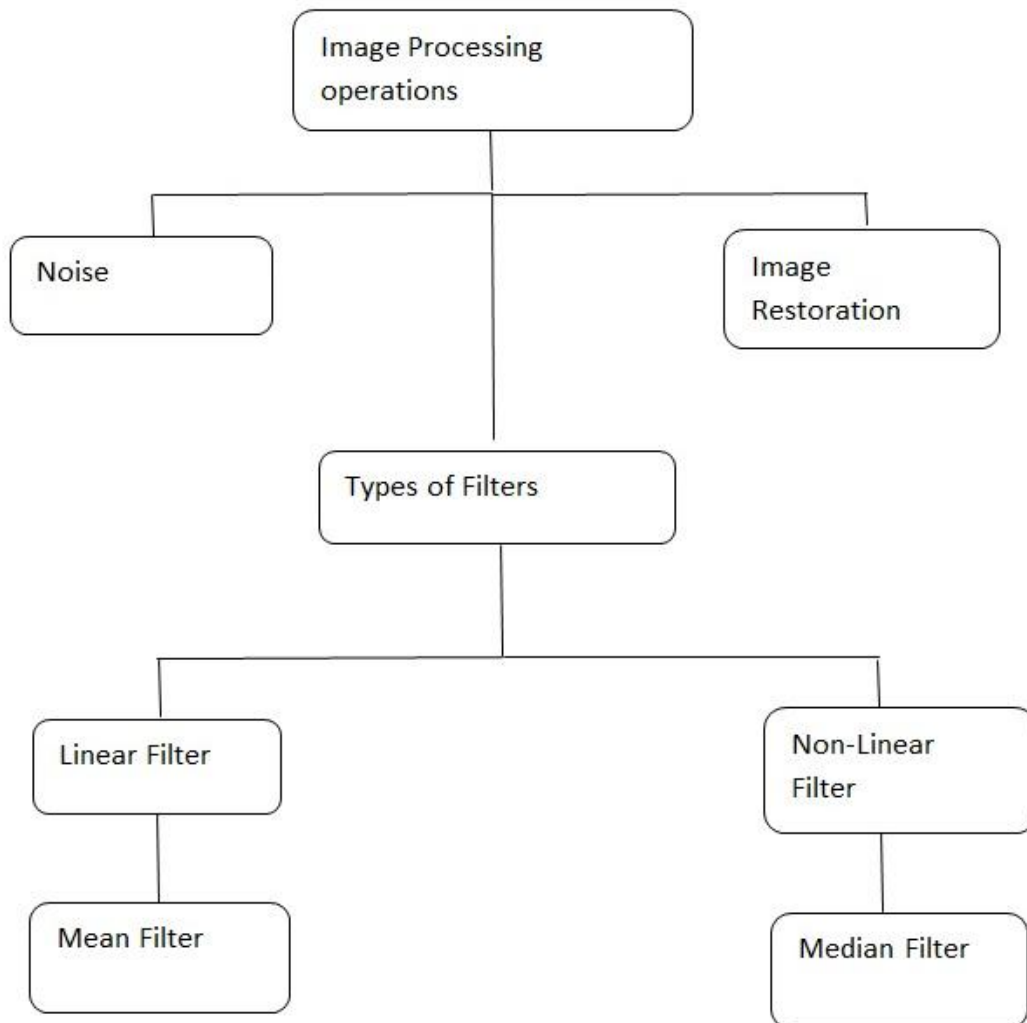 Image Processing
operations
Noise
Image
Restoration
Types of Filters
Linear Filter
Non-Linear
Filter
Mean Filter
Median Filter